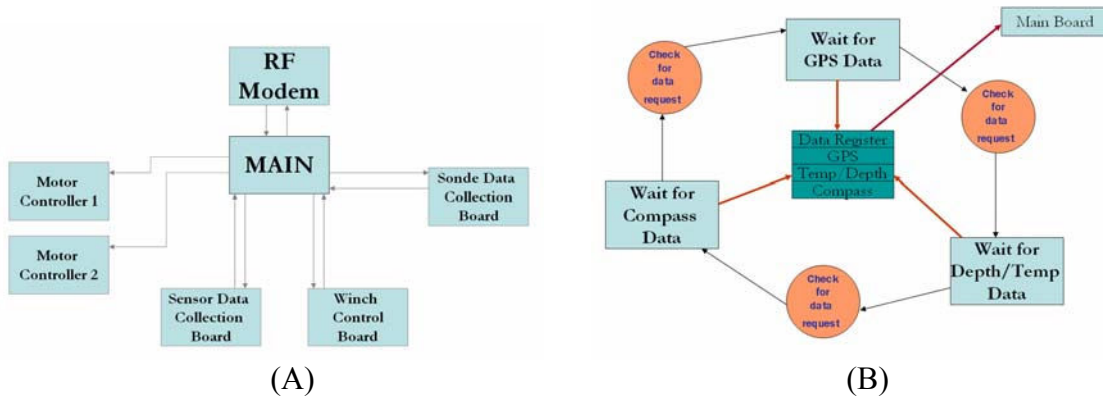 RF
Modem
MAIN
Motor
Controller 1
Sonde Data
Collection
Board
Motor
Controller 2
Sensor Data
Collection
Board
Winch
Control
Board
(A)
Main Board
Wait for
GPS Data
Check
for
data
request
Check
for
data
request
Data Register
GPS
Temp/Depth
Compass
Wait for
Compass
Data
Wait for
Depth/Temp
Data
Check
for
data
request
(B)